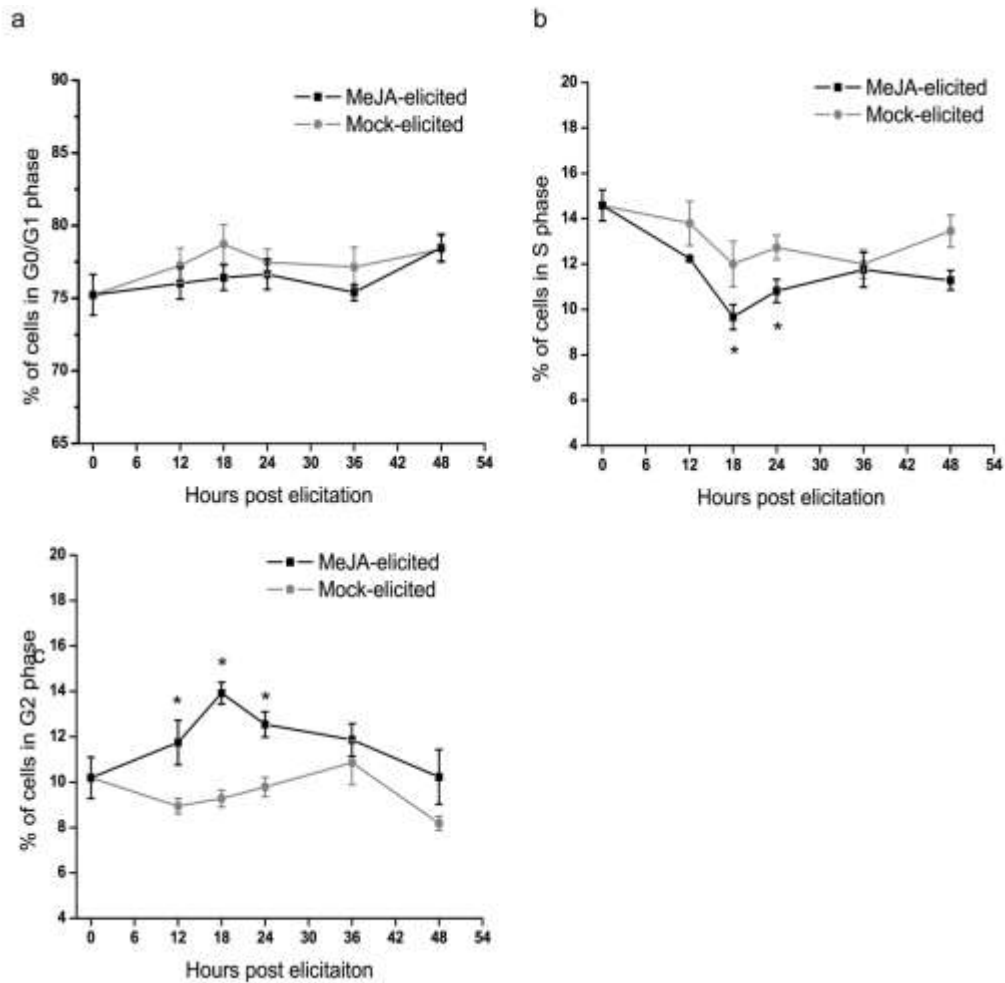 a
% of cells in G0/G1 phase
90
85
80
75
70
65
MeJA-elicited
Mock-elicited
0 6 12 18 24 30 36 42 48 54
Hours post elicitation
b
% of cells in S phase
20
18
16
14
12
10
8
6
4
MeJA-elicited
Mock-elicited
*
*
0 6 12 18 24 30 36 42 48 54
Hours post elicitation
c
% of cells in G2 phase
20
18
16
14
12
10
8
6
4
MeJA-elicited
Mock-elicited
*
*
*
0 6 12 18 24 30 36 42 48 54
Hours post elicitaiton